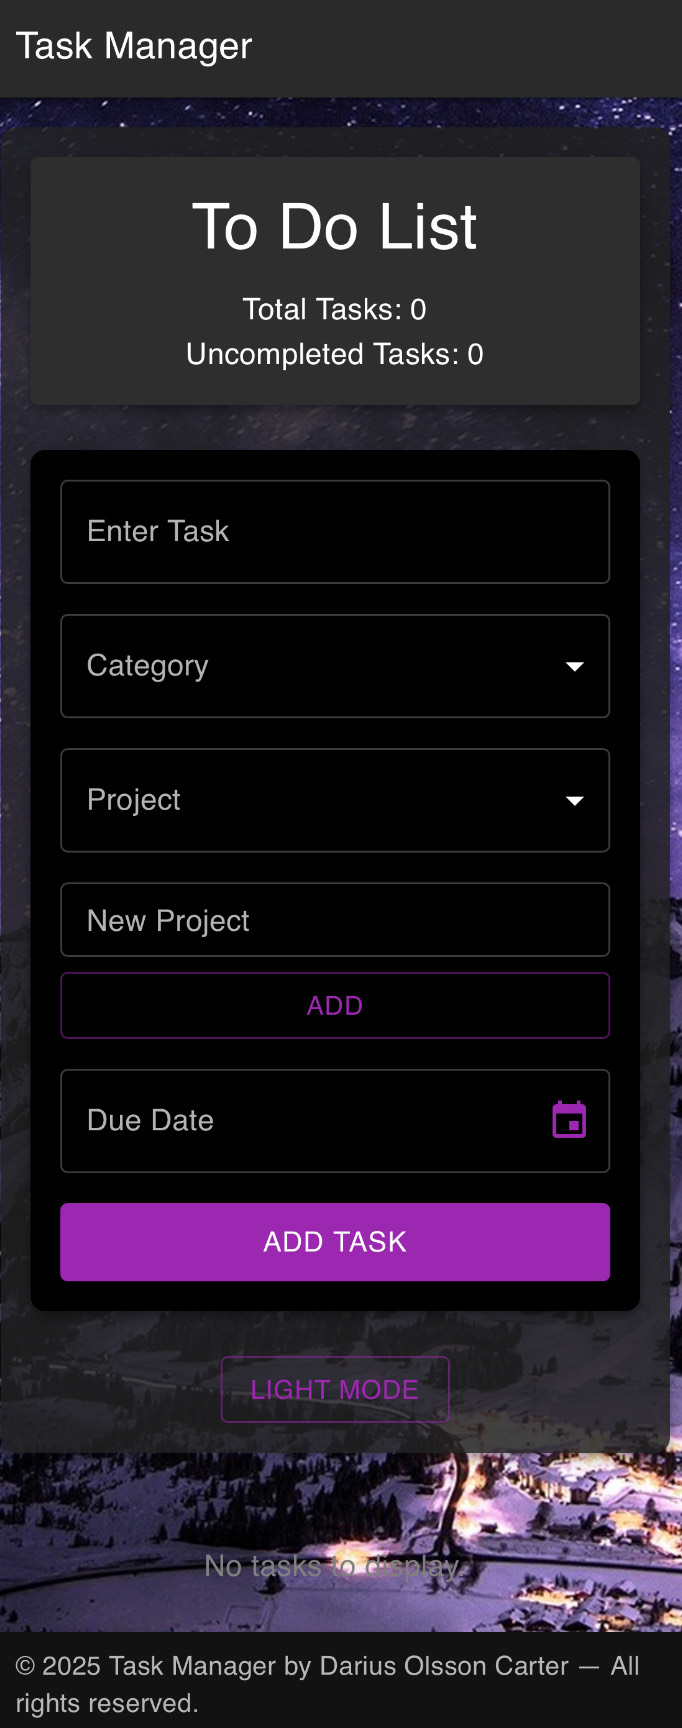 Task Manager
To Do List
Total Tasks: 0
Uncompleted Tasks: 0
Enter Task
Category
Project
New Project
ADD
Due Date
ADD TASK
LIGHT MODE
No tasks to display.
© 2025 Task Manager by Darius Olsson Carter — All
rights reserved.